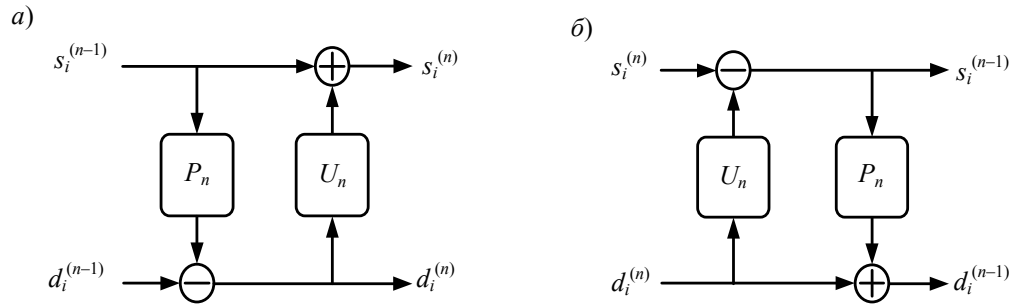 а)
s_i^{(n–1)} + s_i^{(n)}
P_n U_n
d_i^{(n–1)} − d_i^{(n)}
б)
s_i^{(n)} − s_i^{(n–1)}
U_n P_n
d_i^{(n)} + d_i^{(n–1)}